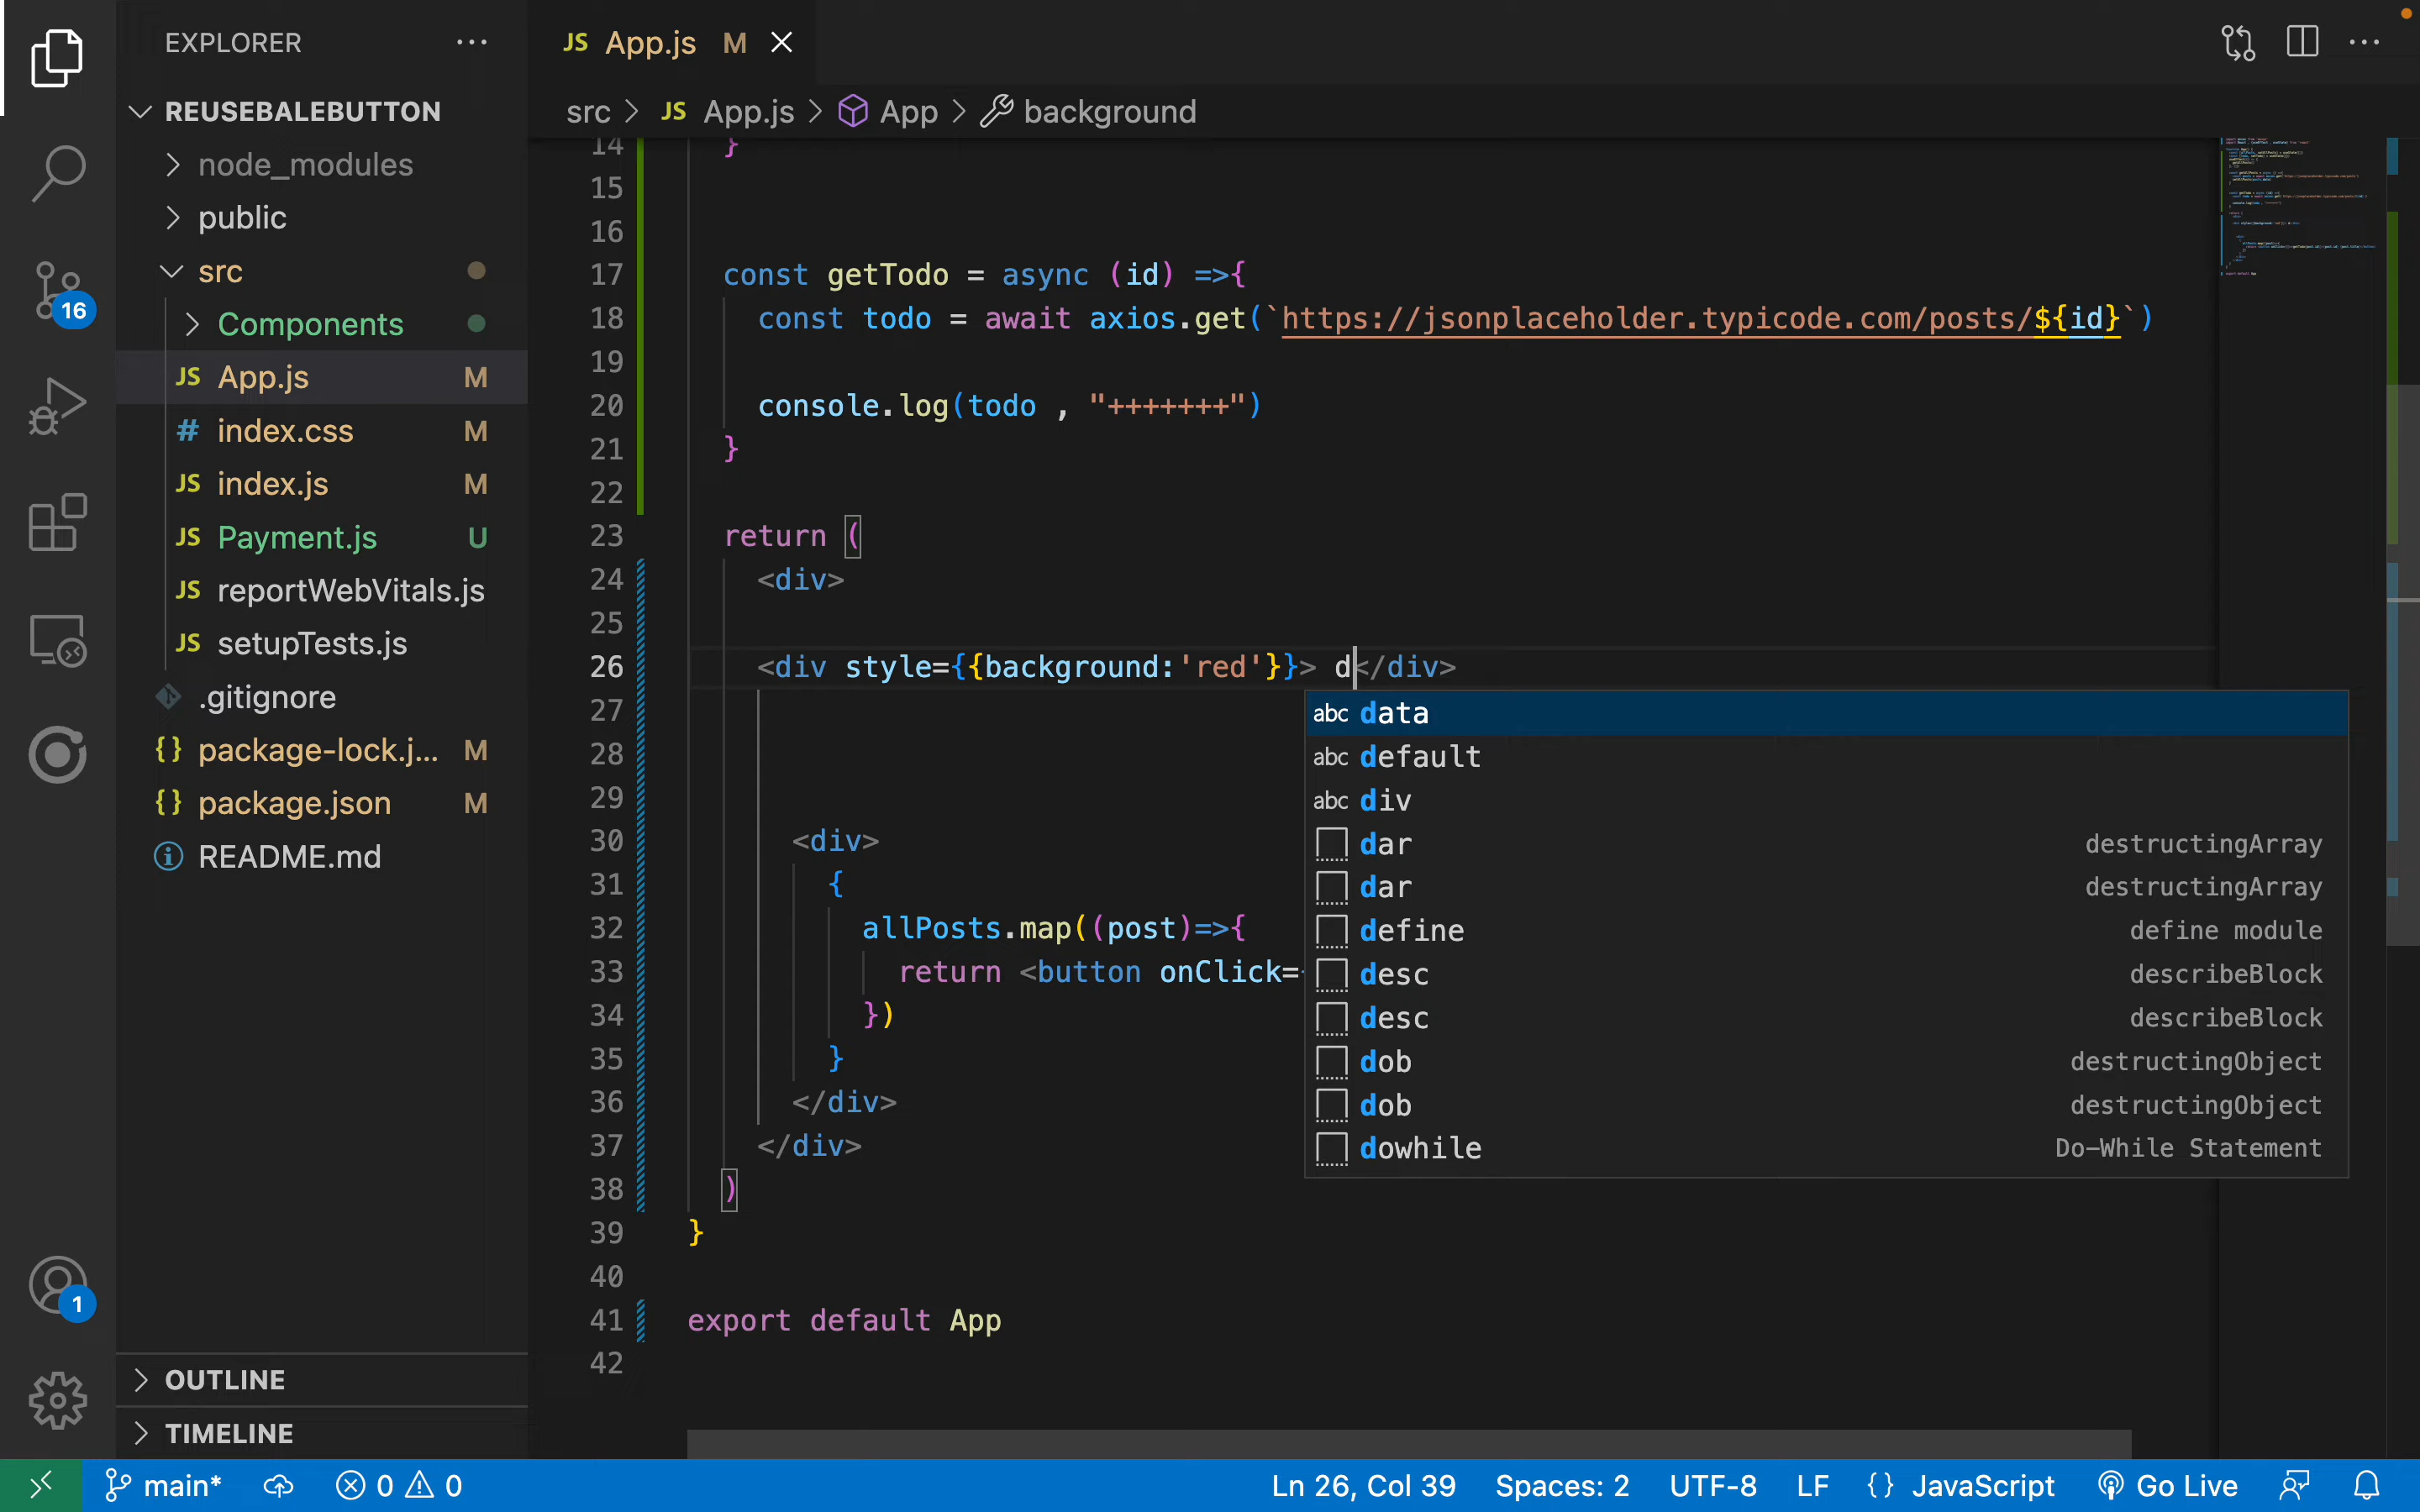 EXPLORER
REUSEBALEBUTTON
node_modules
public
src
Components
JS App.js M
# index.css M
JS index.js M
JS Payment.js U
JS reportWebVitals.js
JS setupTests.js
.gitignore
{} package-lock.j... M
{} package.json M
README.md
OUTLINE
TIMELINE
16
1
JS App.js M
src > JS App.js > App > background
14 }
15
16
17 const getTodo = async (id) =>{
18 const todo = await axios.get(`https://jsonplaceholder.typicode.com/posts/${id}`)
19
20 console.log(todo , "+++++++")
21 }
22
23 return (
24 <div>
25
26 <div style={{background:'red'}}> d</div>
27
28
29
30 <div>
31 {
32 allPosts.map((post)=>{
33 return <button onClick=
34 })
35 }
36 </div>
37 </div>
38 )
39 }
40
41 export default App
42
abc data
abc default
abc div
dar destructingArray
dar destructingArray
define define module
desc describeBlock
desc describeBlock
dob destructingObject
dob destructingObject
dowhile Do-While Statement
main* 0 0 Ln 26, Col 39 Spaces: 2 UTF-8 LF {} JavaScript Go Live